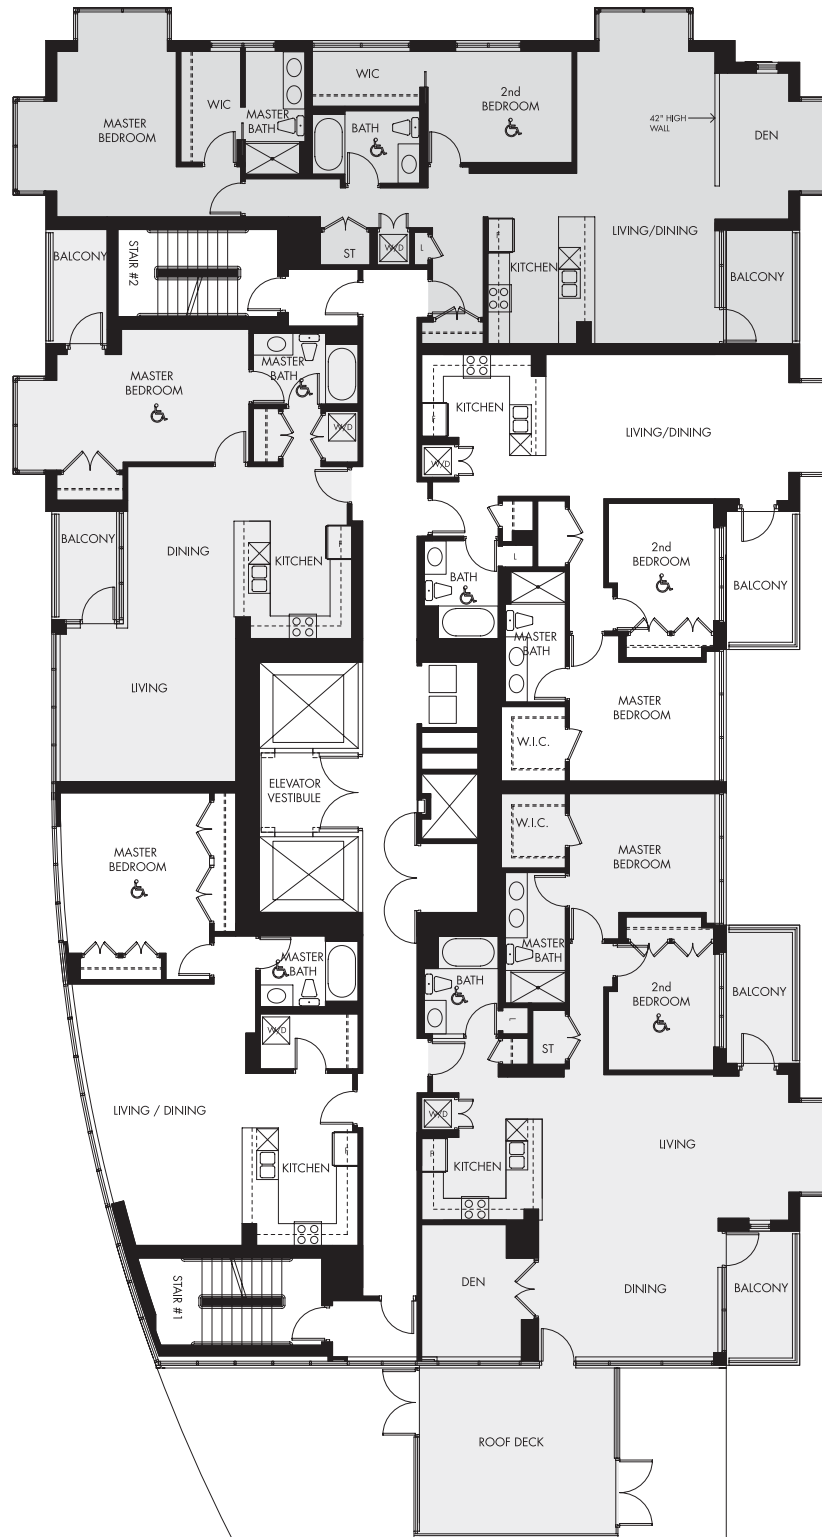 WIC
2nd
BEDROOM
MASTER
BEDROOM
WIC
MASTER
BATH
BATH
42" HIGH
WALL
DEN
LIVING/DINING
BALCONY
STAIR #2
ST
W/D
L
F
KITCHEN
BALCONY
MASTER
BEDROOM
MASTER
BATH
W/D
KITCHEN
LIVING/DINING
F
W/D
BALCONY
DINING
KITCHEN
F
L
BATH
2nd
BEDROOM
BALCONY
MASTER
BATH
LIVING
MASTER
BEDROOM
W.I.C.
ELEVATOR
VESTIBULE
W.I.C.
MASTER
BEDROOM
MASTER
BEDROOM
MASTER
BATH
MASTER
BATH
BATH
2nd
BEDROOM
BALCONY
L
ST
W/D
LIVING / DINING
W/D
LIVING
F
KITCHEN
F
KITCHEN
STAIR #1
DEN
DINING
BALCONY
ROOF DECK